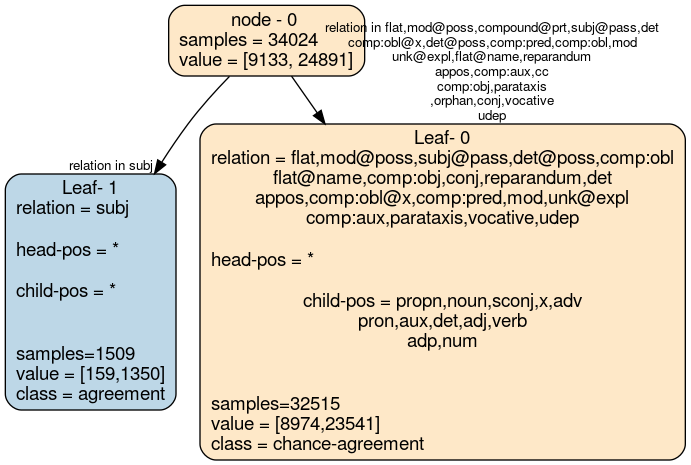 node - 0
samples = 34024
value = [9133, 24891]
relation in flat,mod@poss,compound@prt,subj@pass,det
comp:obl@x,det@poss,comp:pred,comp:obl,mod
unk@expl,flat@name,reparandum
appos,comp:aux,cc
comp:obj,parataxis
,orphan,conj,vocative
udep
relation in subj
Leaf- 1
relation = subj
head-pos = *
child-pos = *
samples=1509
value = [159,1350]
class = agreement
Leaf- 0
relation = flat,mod@poss,subj@pass,det@poss,comp:obl
flat@name,comp:obj,conj,reparandum,det
appos,comp:obl@x,comp:pred,mod,unk@expl
comp:aux,parataxis,vocative,udep
head-pos = *
child-pos = propn,noun,sconj,x,adv
pron,aux,det,adj,verb
adp,num
samples=32515
value = [8974,23541]
class = chance-agreement